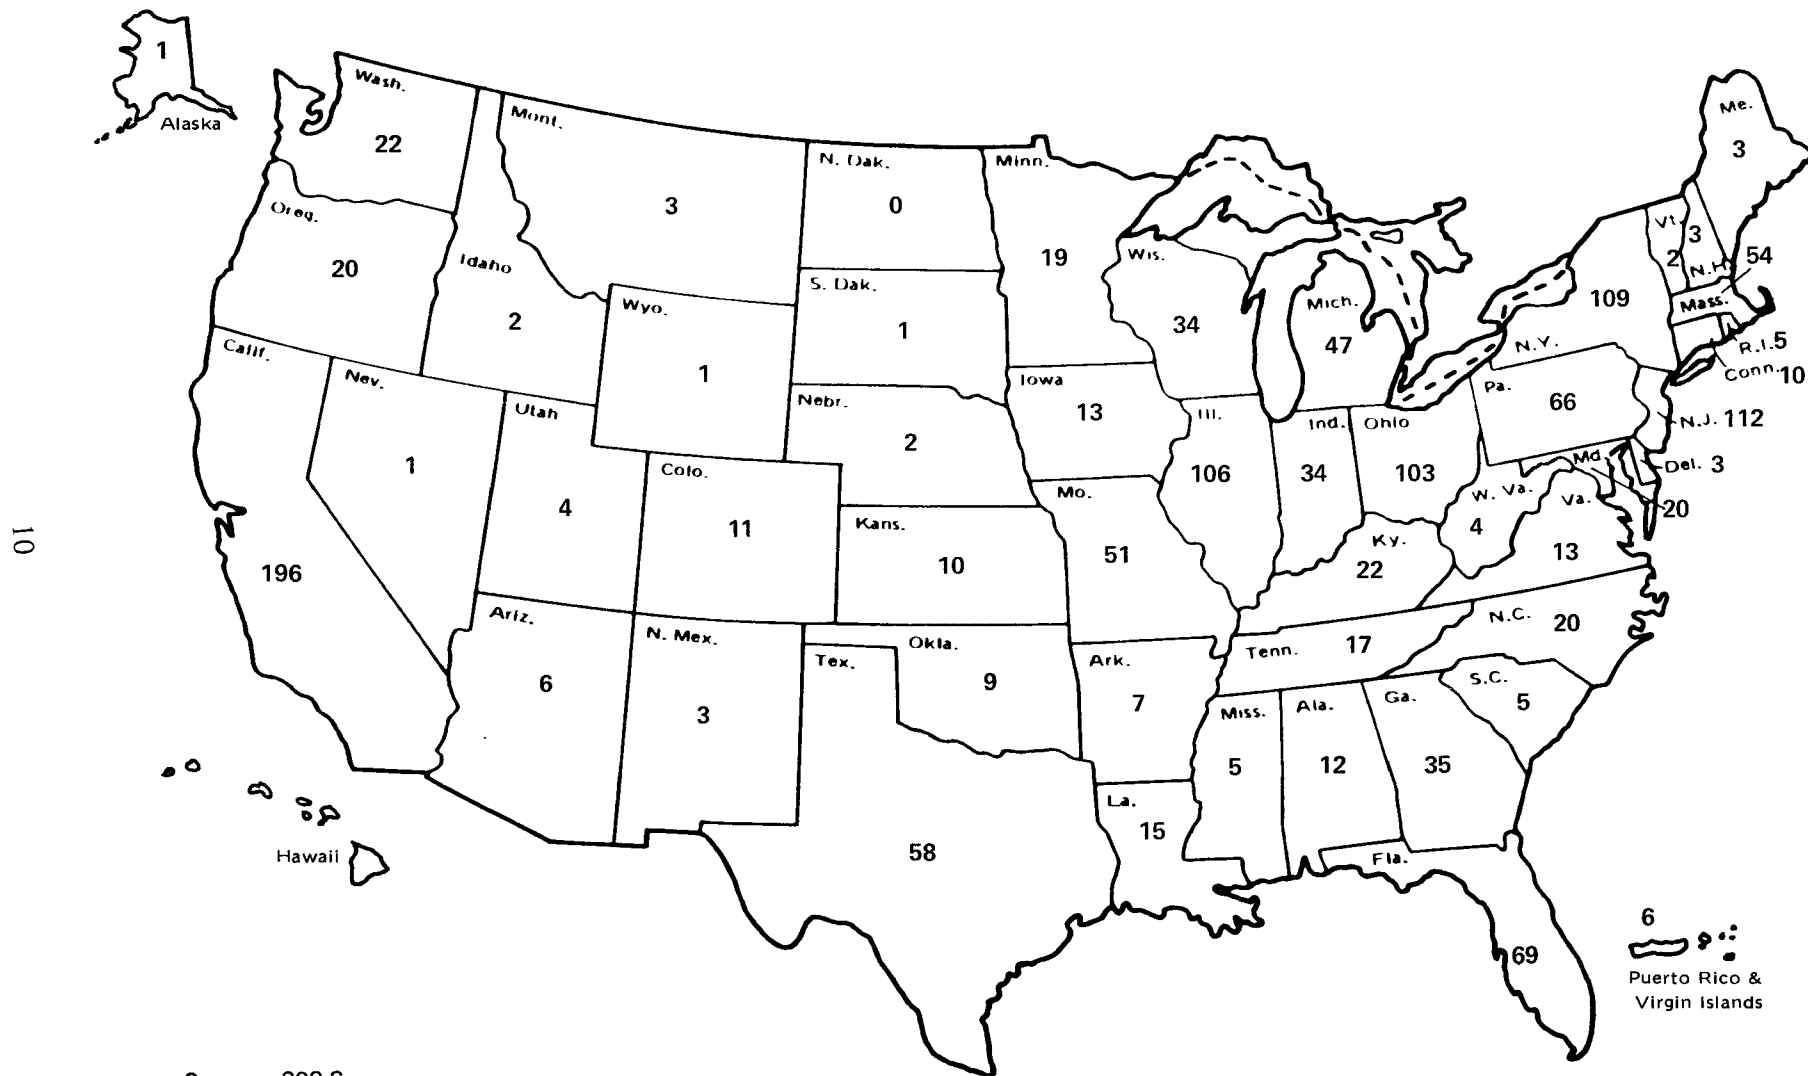 1
Alaska
Wash.
22
Oreg.
20
Idaho
2
Mont.
3
N. Dak.
0
S. Dak.
1
Wyo.
1
Nebr.
2
Minn.
19
Wis.
34
Mich.
47
Iowa
13
Ill.
106
Ind.
34
Ohio
103
Calif.
196
Nev.
1
Utah
4
Colo.
11
Kans.
10
Mo.
51
Ky.
22
W. Va.
4
Va.
13
Me.
3
Vt.
2
3
N.H.
54
Mass.
109
N.Y.
R.I. 5
Conn. 10
Pa.
66
N.J. 112
Del. 3
Md
20
Ariz.
6
N. Mex.
3
Okla.
9
Tex.
58
Ark.
7
La.
15
Tenn. 17
N.C. 20
S.C.
5
Miss.
5
Ala.
12
Ga.
35
Fla.
69
Hawaii
6
Puerto Rico &
Virgin Islands
10